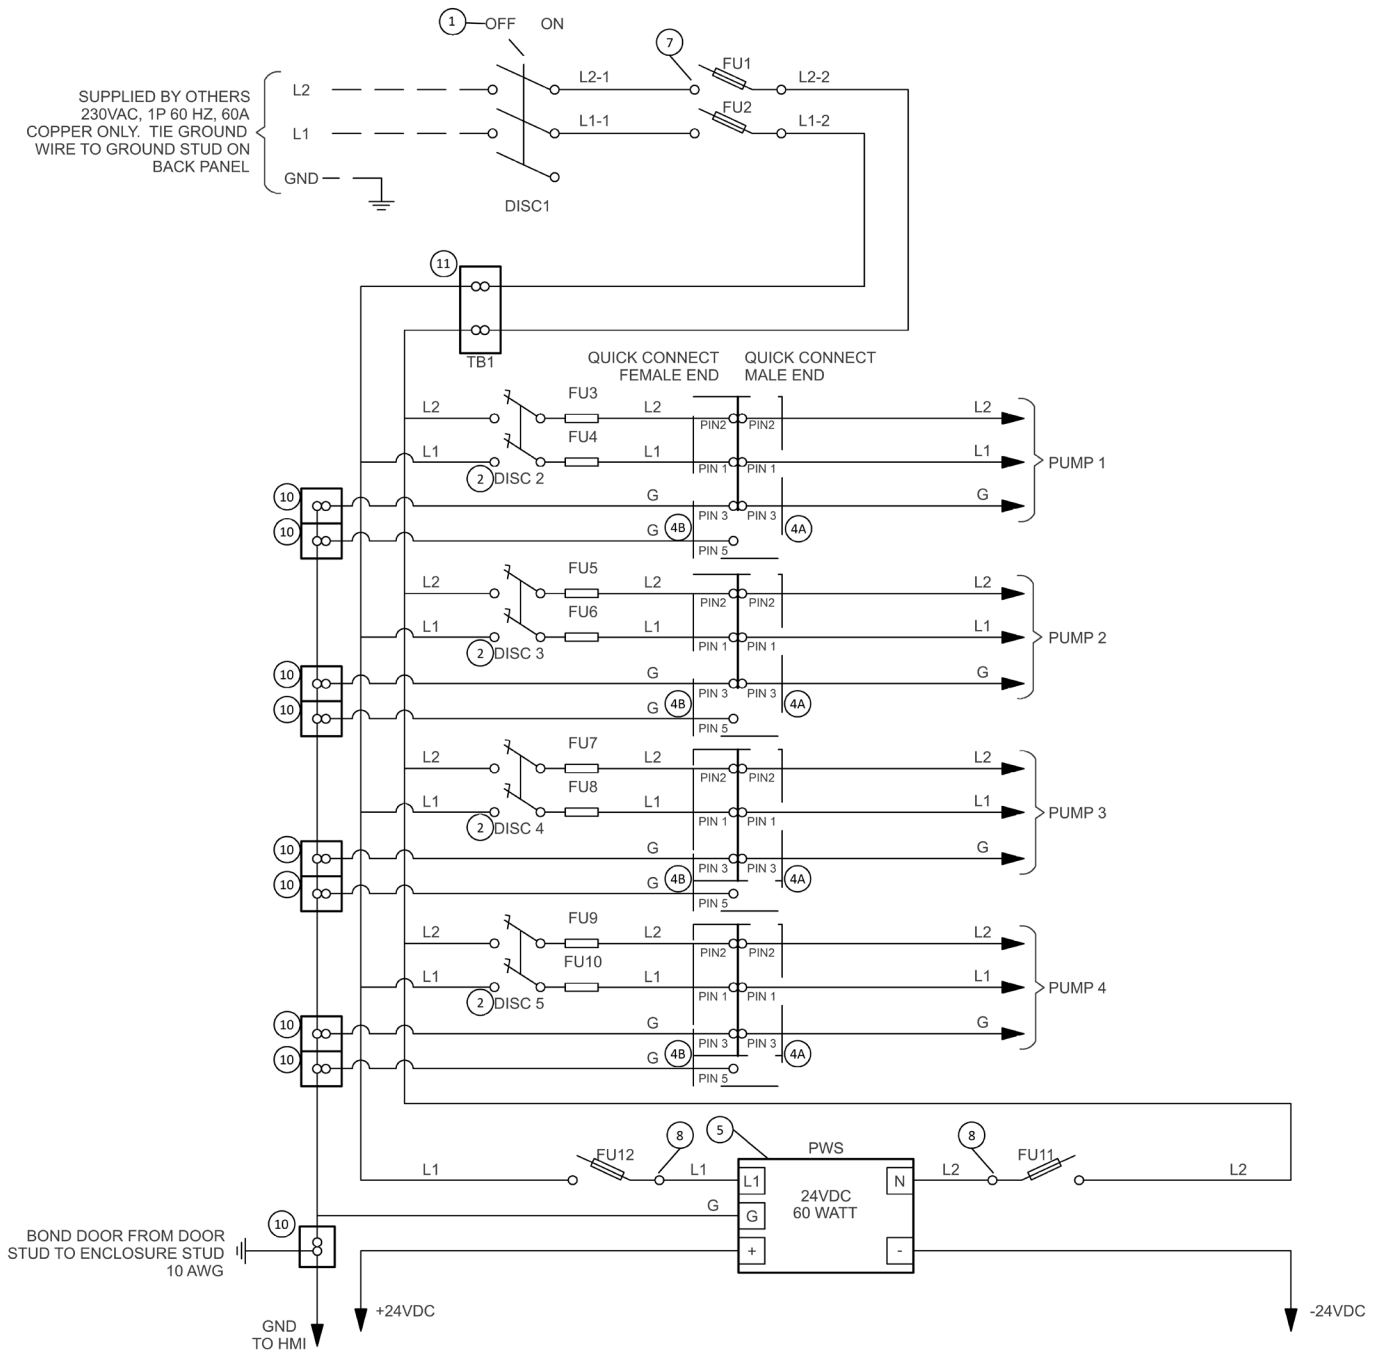 1
OFF
ON
7
FU1
L2-1
L2-2
L2
SUPPLIED BY OTHERS
230VAC, 1P 60 HZ, 60A
COPPER ONLY.  TIE GROUND
WIRE TO GROUND STUD ON
BACK PANEL
FU2
L1-1
L1-2
L1
GND
DISC1
11
TB1
QUICK CONNECT
FEMALE END
QUICK CONNECT
MALE END
FU3
L2
L2
PIN2
PIN2
L2
FU4
L1
L1
PIN 1
PIN 1
L1
PUMP 1
2
DISC 2
10
G
PIN 3
PIN 3
G
10
G
4B
4A
PIN 5
FU5
L2
L2
PIN2
PIN2
L2
FU6
L1
L1
PIN 1
PIN 1
L1
PUMP 2
2
DISC 3
10
G
PIN 3
PIN 3
G
10
G
4B
4A
PIN 5
FU7
L2
L2
PIN2
PIN2
L2
FU8
L1
L1
PIN 1
PIN 1
L1
PUMP 3
2
DISC 4
10
G
PIN 3
PIN 3
G
10
G
4B
4A
PIN 5
FU9
L2
L2
PIN2
PIN2
L2
FU10
L1
L1
PIN 1
PIN 1
L1
PUMP 4
2
DISC 5
10
G
PIN 3
PIN 3
G
10
G
4B
4A
PIN 5
L1
FU12
8
L1
5
PWS
L1
24VDC
60 WATT
N
L2
8
FU11
L2
G
G
+
-
10
BOND DOOR FROM DOOR
STUD TO ENCLOSURE STUD
10 AWG
+24VDC
-24VDC
GND
TO HMI